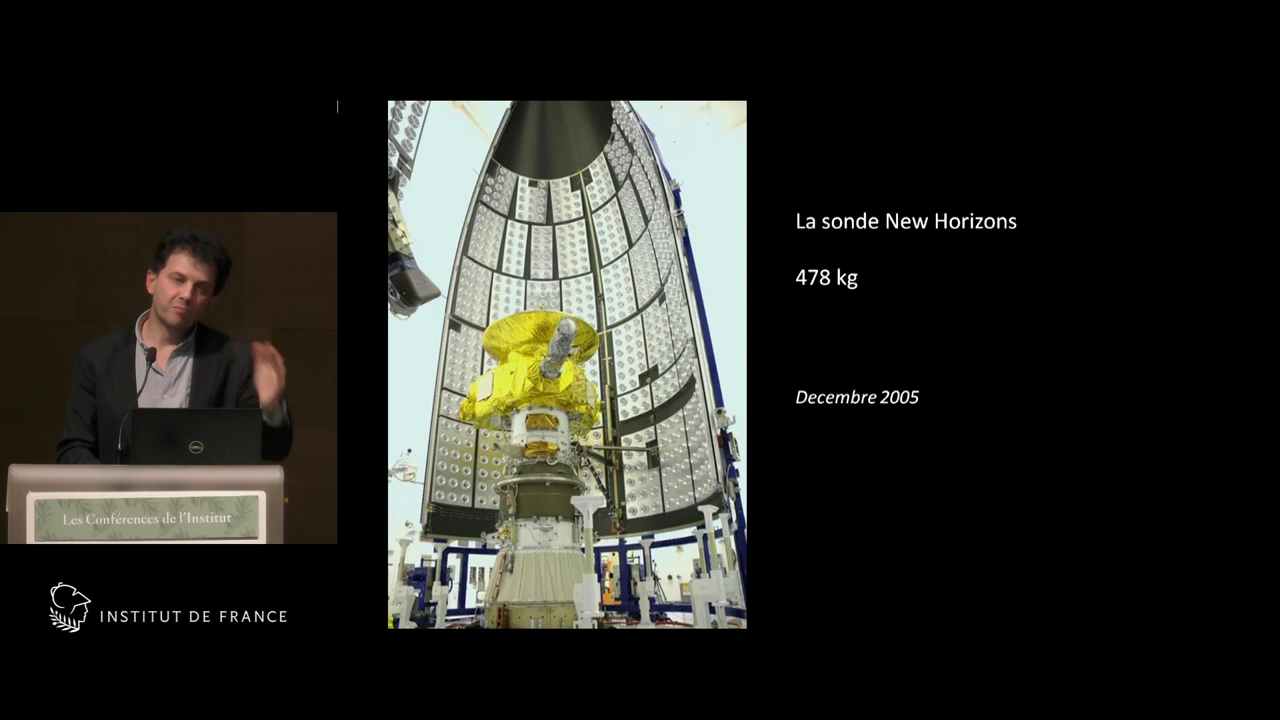 La sonde New Horizons
478 kg
Decembre 2005
DELL
Les Conférences de l'Institut
INSTITUT DE FRANCE